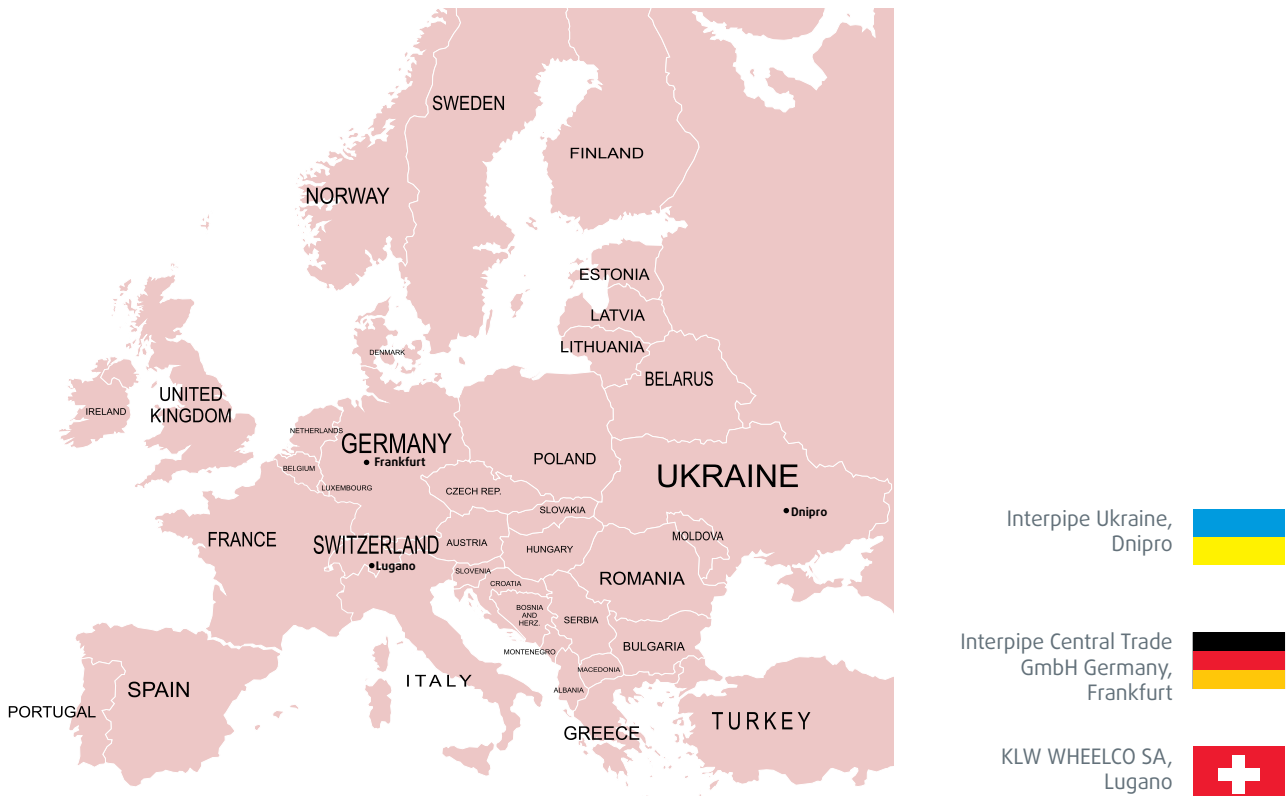 SWEDEN
FINLAND
NORWAY
ESTONIA
LATVIA
DENMARK
LITHUANIA
BELARUS
UNITED
KINGDOM
IRELAND
NETHERLANDS
GERMANY
Frankfurt
POLAND
BELGIUM
UKRAINE
LUXEMBOURG
CZECH REP.
SLOVAKIA
Dnipro
FRANCE
SWITZERLAND
AUSTRIA
HUNGARY
MOLDOVA
Lugano
SLOVENIA
CROATIA
ROMANIA
BOSNIA
AND
HERZ.
SERBIA
MONTENEGRO
BULGARIA
MACEDONIA
ALBANIA
ITALY
SPAIN
PORTUGAL
GREECE
TURKEY
Interpipe Ukraine,
Dnipro
Interpipe Central Trade
GmbH Germany,
Frankfurt
KLW WHEELCO SA,
Lugano